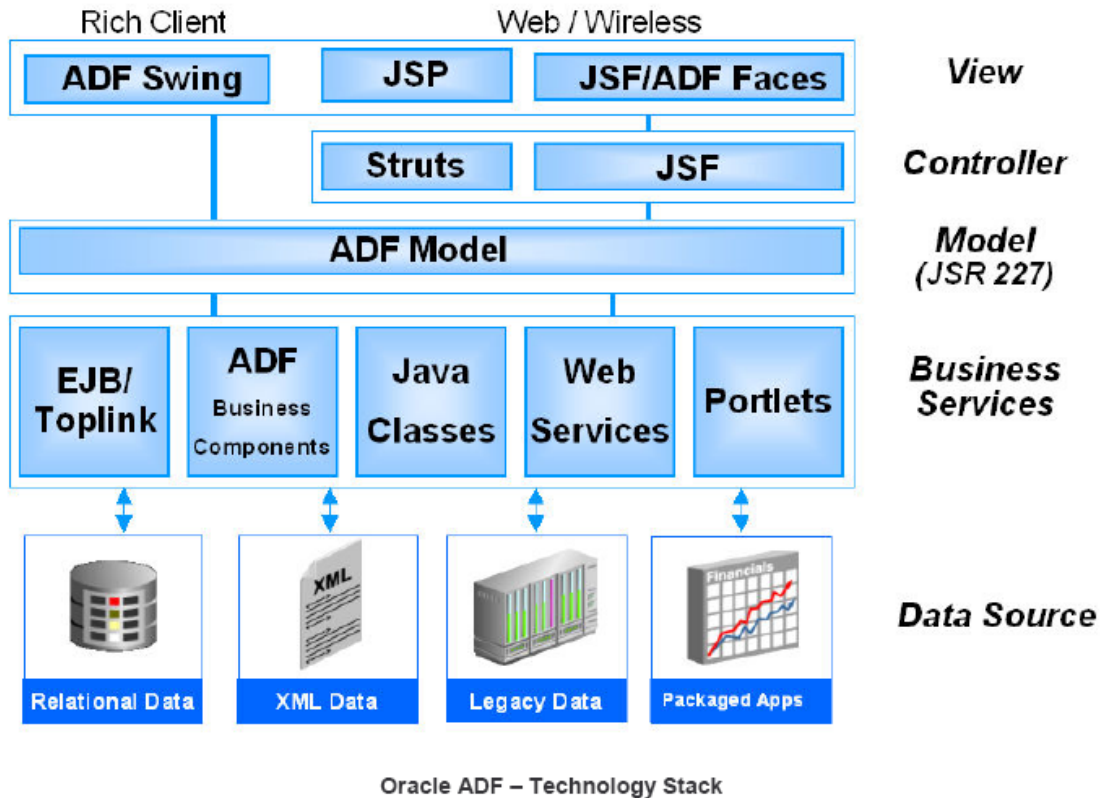 Rich Client
Web / Wireless
ADF Swing
JSP
JSF/ADF Faces
View
Struts
JSF
Controller
ADF Model
Model
(JSR 227)
EJB/
Toplink
ADF
Business
Components
Java
Classes
Web
Services
Portlets
Business
Services
XML
Financials
Data Source
Relational Data
XML Data
Legacy Data
Packaged Apps
Oracle ADF – Technology Stack